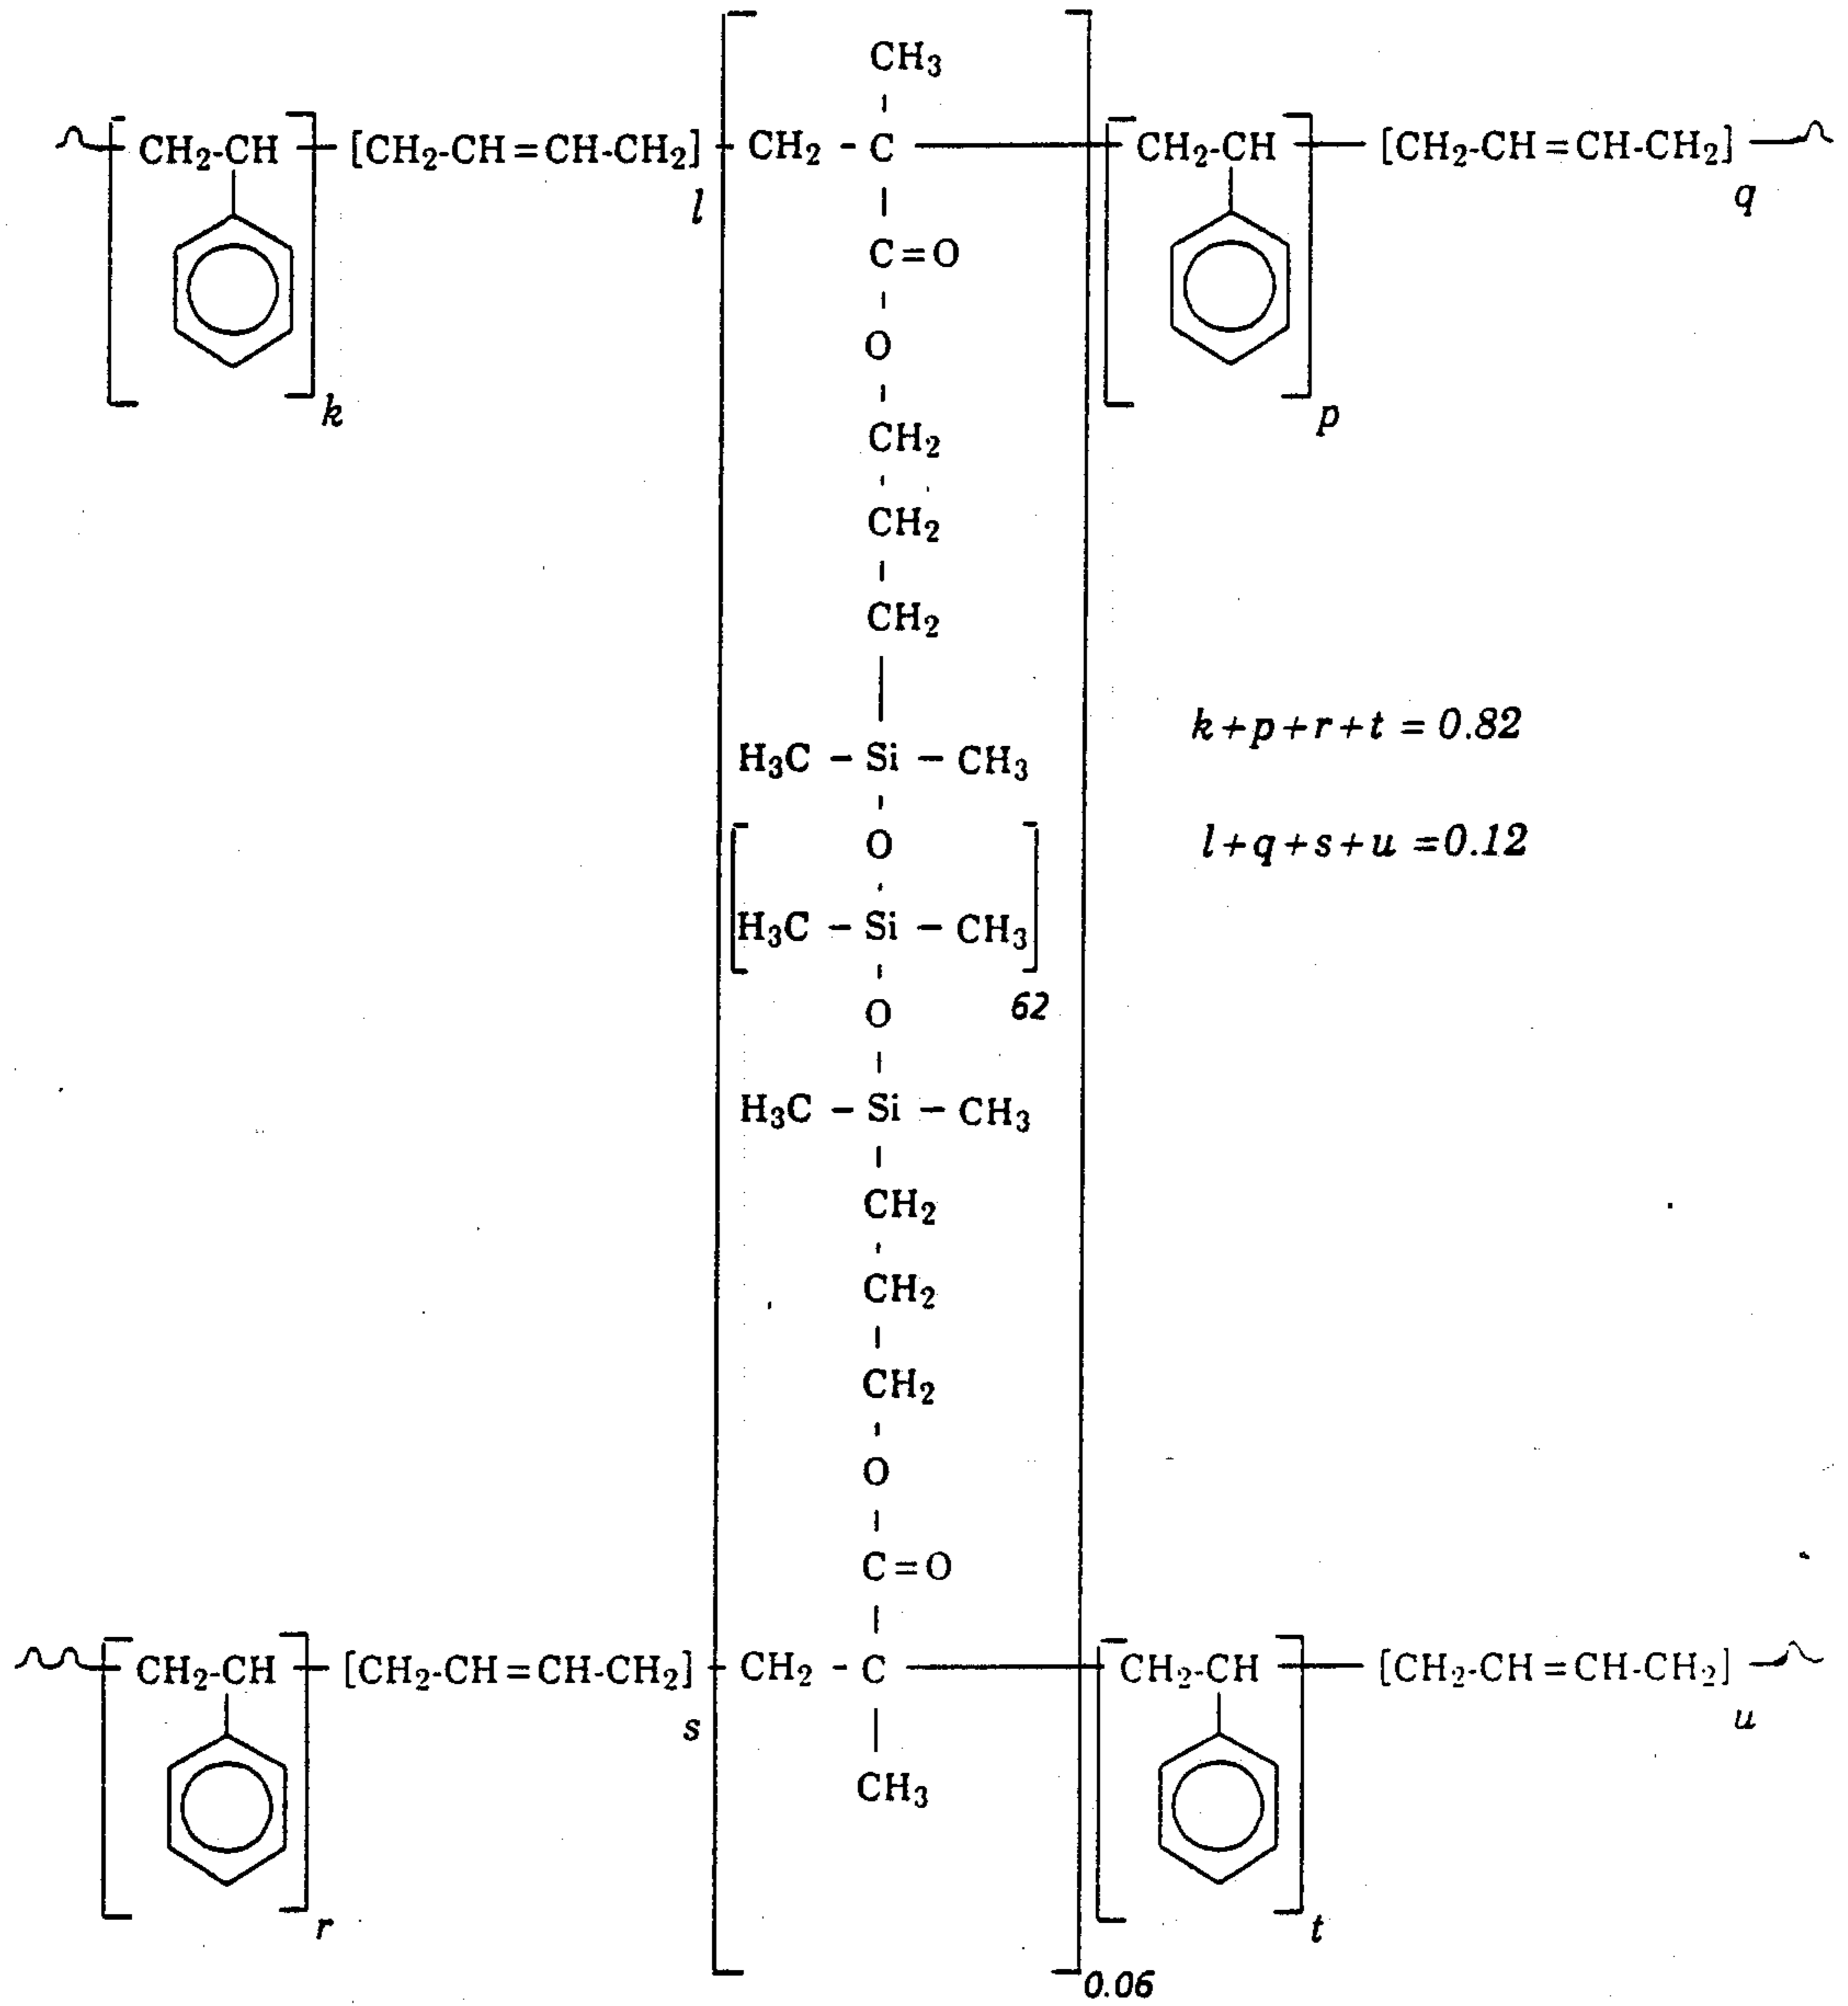 CH3
[CH2-CH]k [CH2-CH=CH-CH2]l [CH2-C [CH2-CH]p [CH2-CH=CH-CH2]q
C=O
O
CH2
CH2
CH2
k+p+r+t = 0.82
H3C-Si-CH3
O
l+q+s+u =0.12
[H3C-Si-CH3]62
O
H3C-Si-CH3
CH2
CH2
CH2
O
C=O
[CH2-CH]r [CH2-CH=CH-CH2]s CH2-C [CH2-CH]t [CH2-CH=CH-CH2]u
CH3
]0.06